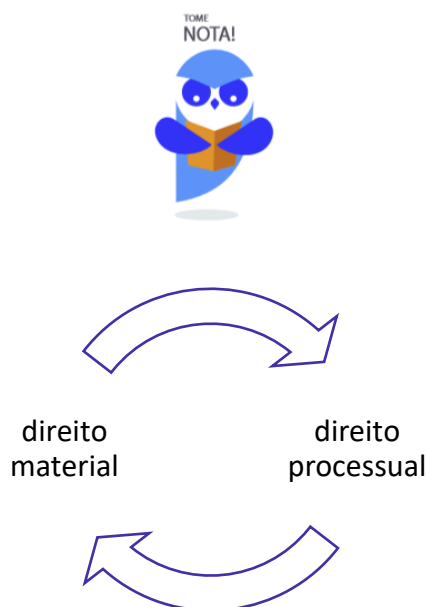 TOME
NOTA!
direito
material
direito
processual